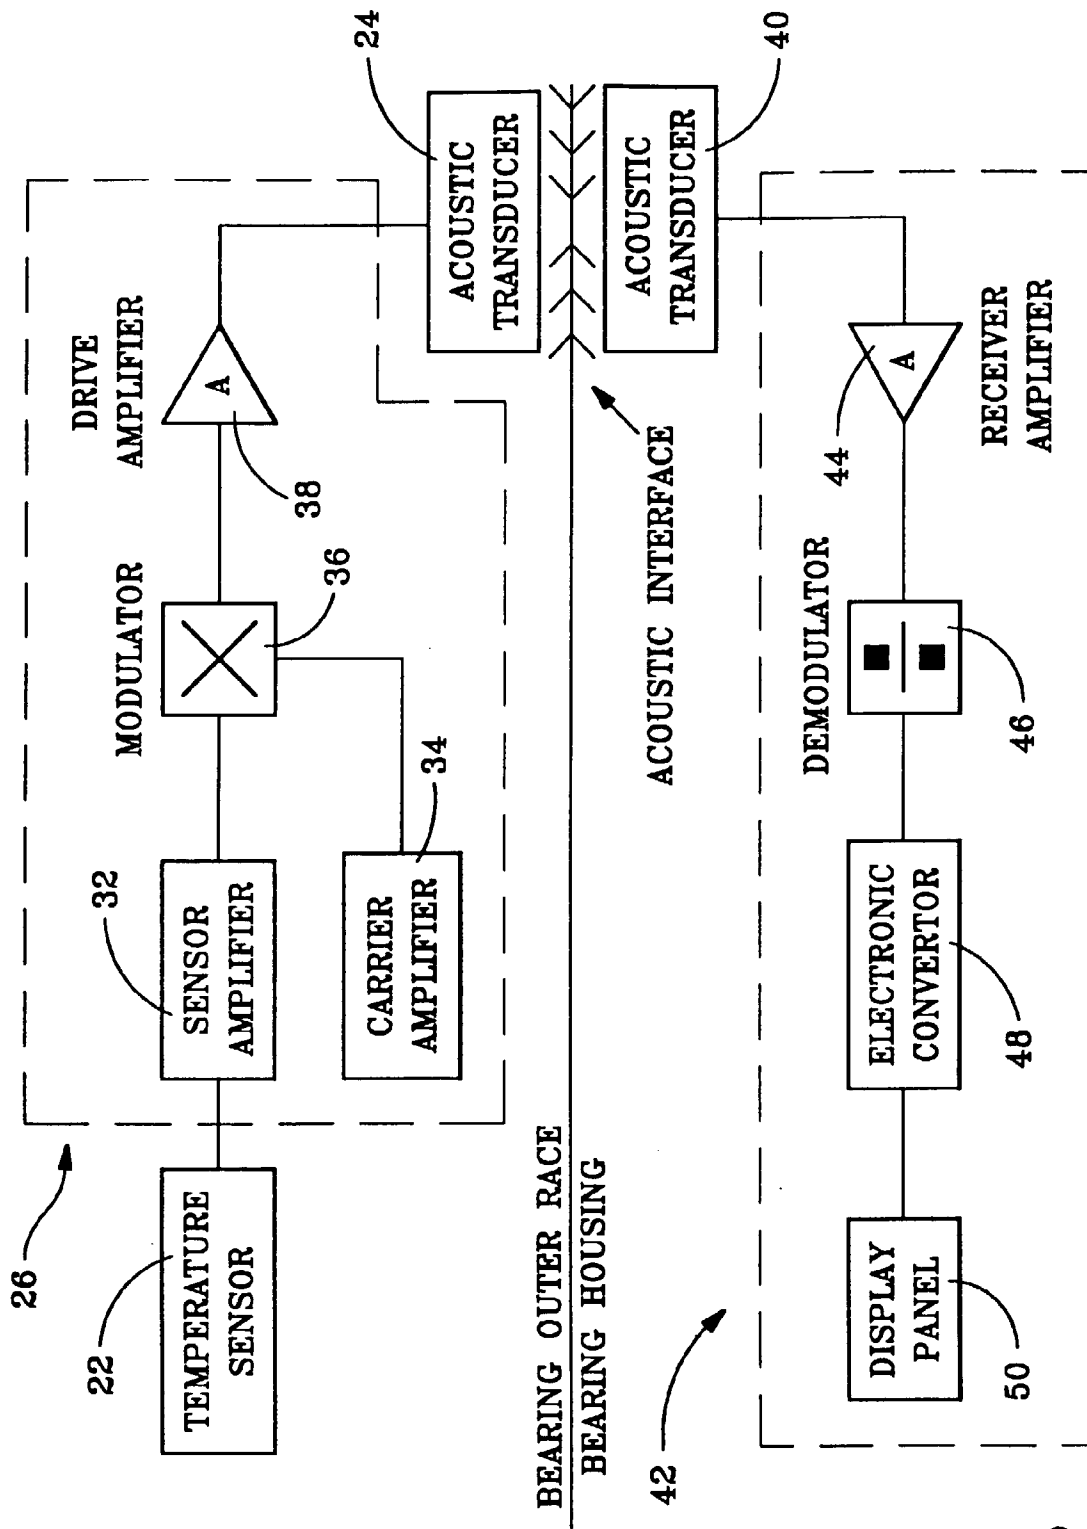 26
22
TEMPERATURE
SENSOR
32
SENSOR
AMPLIFIER
34
CARRIER
AMPLIFIER
MODULATOR
36
DRIVE
AMPLIFIER
A
38
24
ACOUSTIC
TRANSDUCER
BEARING OUTER RACE
BEARING HOUSING
ACOUSTIC INTERFACE
40
ACOUSTIC
TRANSDUCER
42
DISPLAY
PANEL
50
ELECTRONIC
CONVERTOR
48
DEMODULATOR
46
44
A
RECEIVER
AMPLIFIER